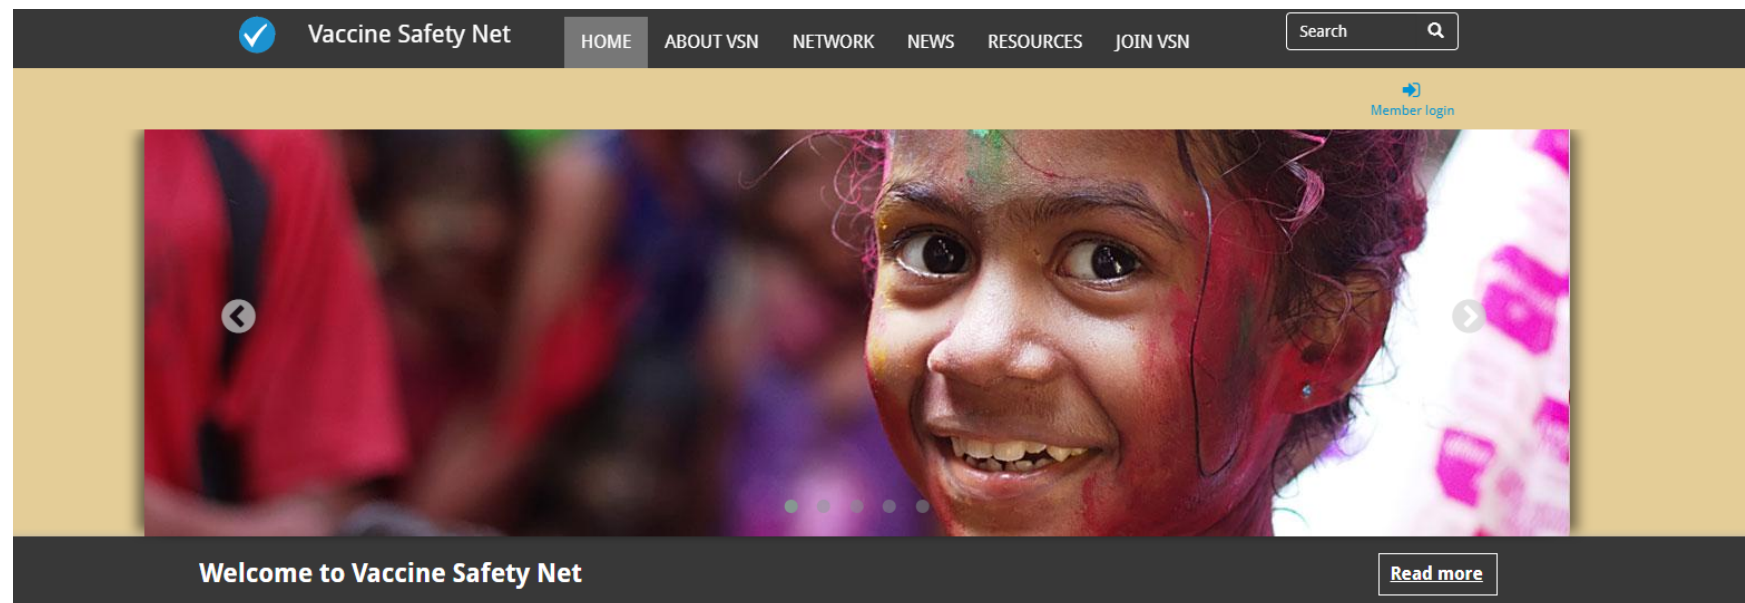 Vaccine Safety Net
HOME ABOUT VSN NETWORK NEWS RESOURCES JOIN VSN
Search
Member login
Welcome to Vaccine Safety Net
Read more